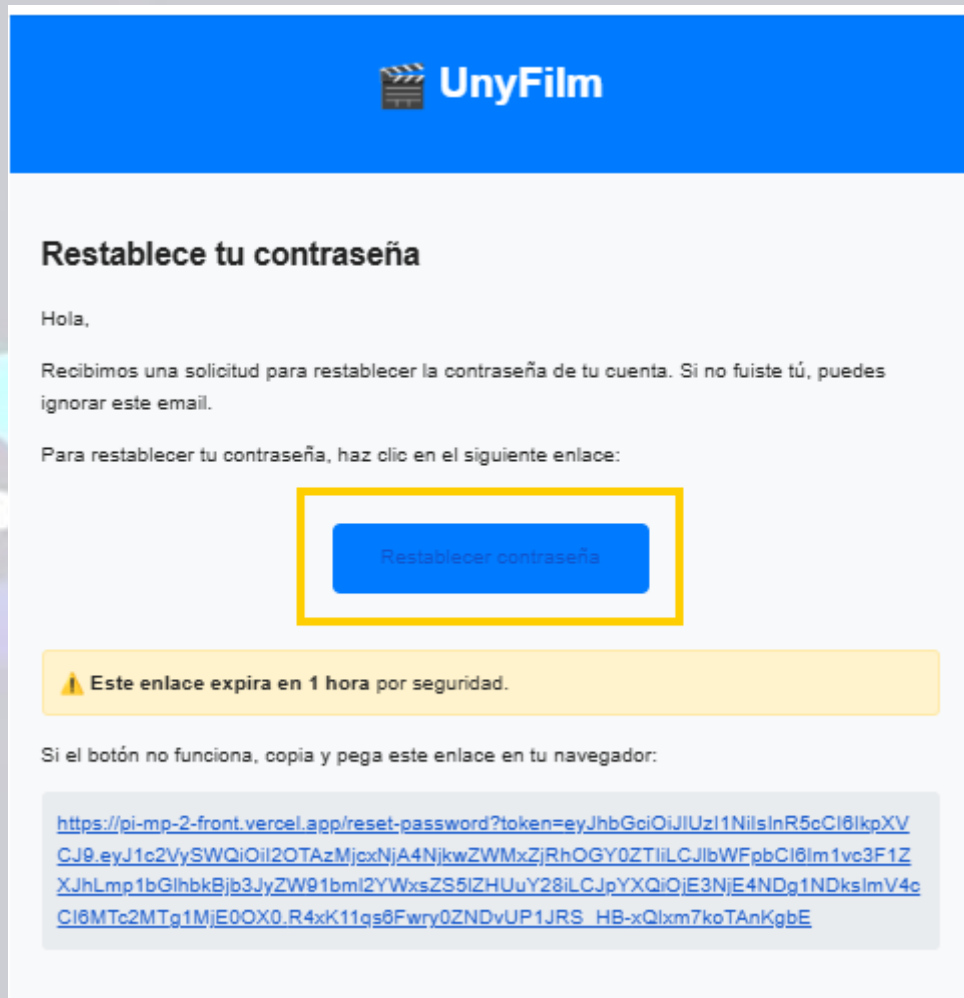 🎬 UnyFilm
Restablece tu contraseña
Hola,
Recibimos una solicitud para restablecer la contraseña de tu cuenta. Si no fuiste tú, puedes
ignorar este email.
Para restablecer tu contraseña, haz clic en el siguiente enlace:
Restablecer contraseña
⚠️ Este enlace expira en 1 hora por seguridad.
Si el botón no funciona, copia y pega este enlace en tu navegador:
https://pi-mp-2-front.vercel.app/reset-password?token=eyJhbGciOiJIUzI1NiIsInR5cCI6IkpXV
CJ9.eyJ1c2VySWQiOiI2OTAzMjcxNjA4NjkwZWMxZjRhOGY0ZTIiLCJlbWFpbCI6Im1vc3F1Z
XJhLmp1bGlhbkBjb3JyZW91bml2YWxsZS5lZHUuY28iLCJpYXQiOjE3NjE4NDg1NDksImV4c
CI6MTc2MTg1MjE0OX0.R4xK11qs6Fwry0ZNDvUP1JRS_HB-xQlxm7koTAnKgbE